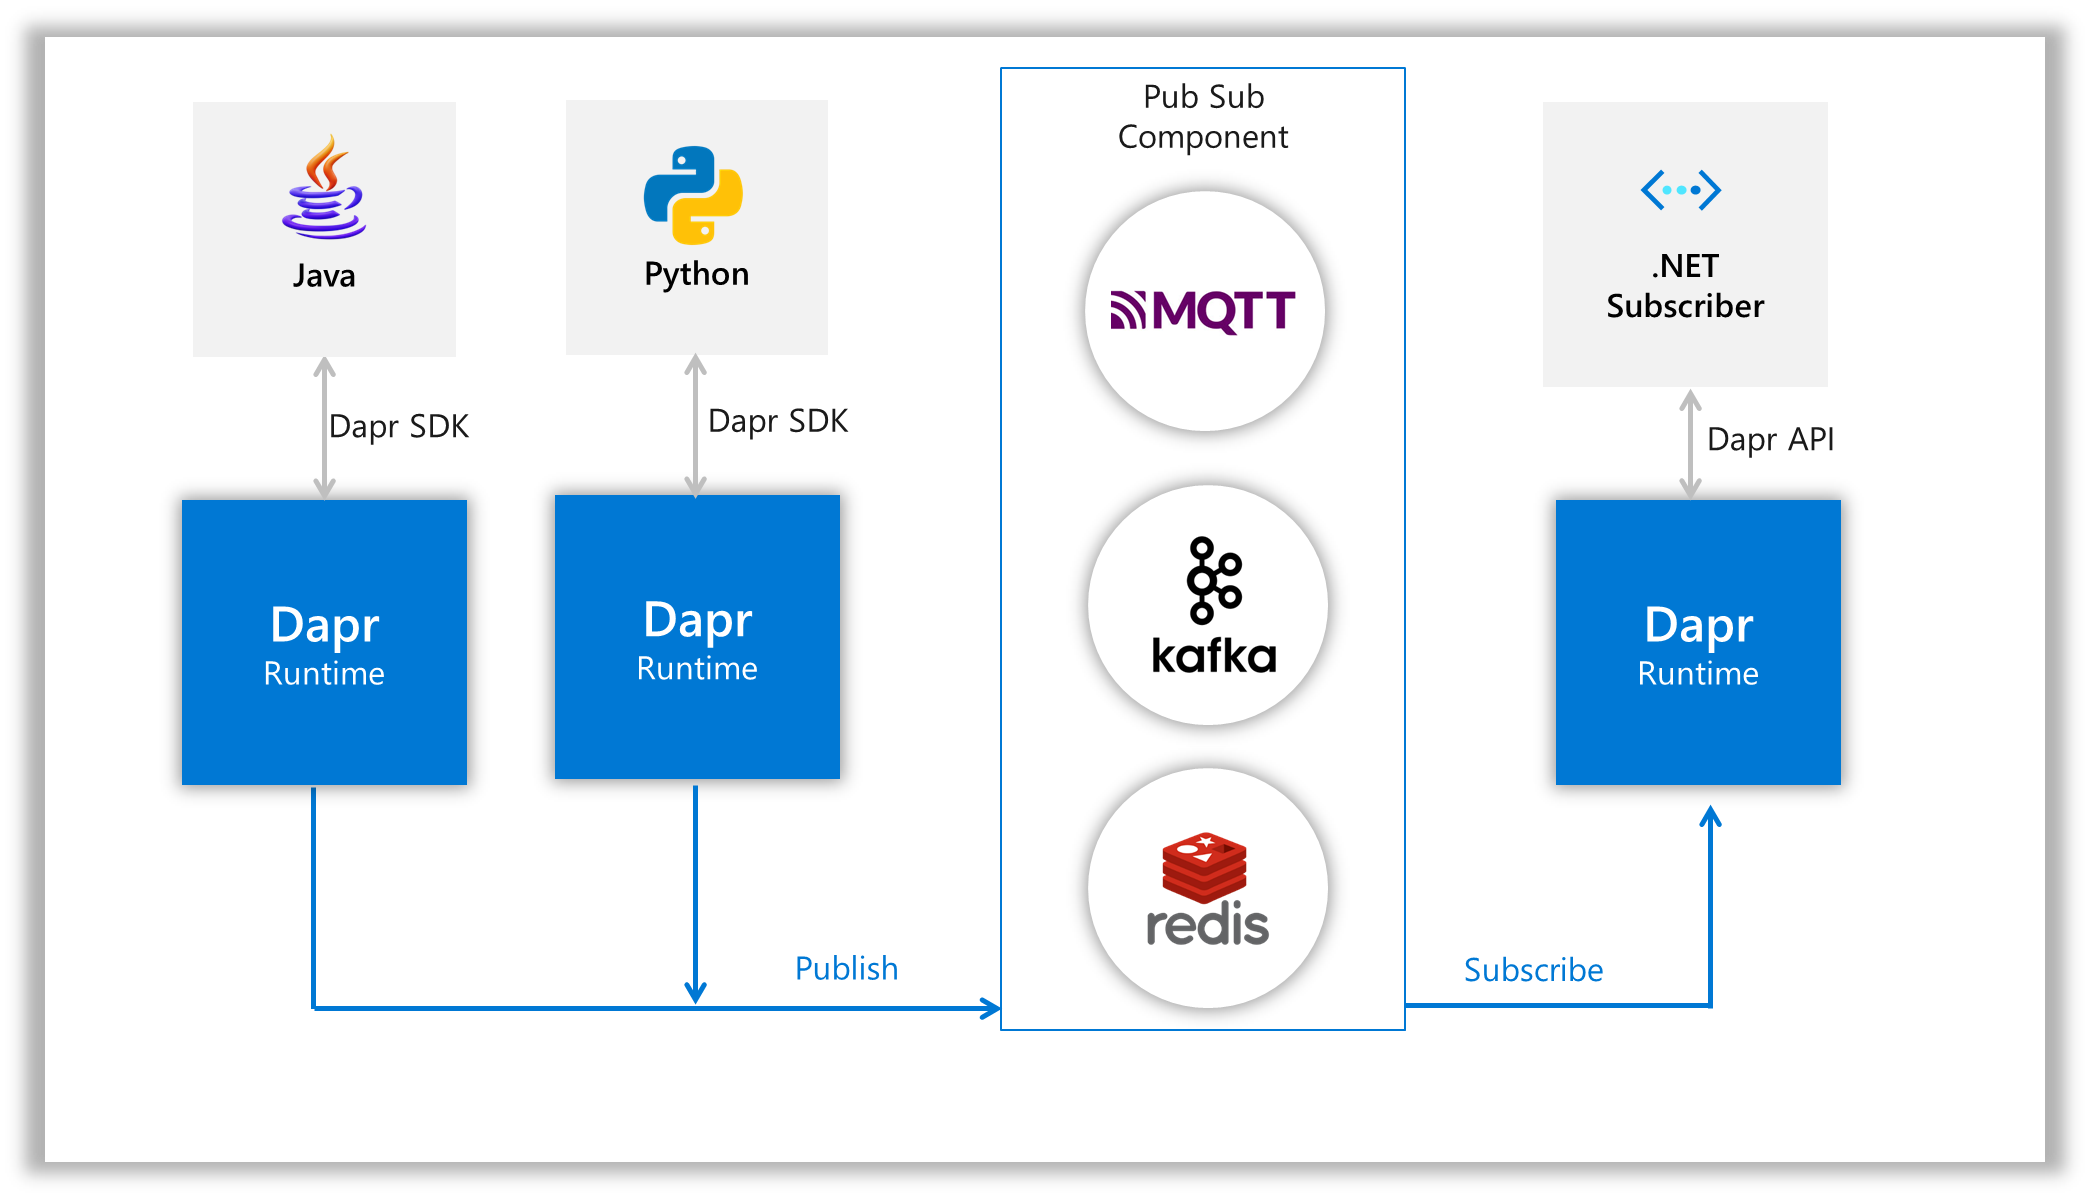 Java
Dapr SDK
Dapr
Runtime
Python
Dapr SDK
Dapr
Runtime
Publish
Pub Sub
Component
MQTT
kafka
redis
Subscribe
.NET
Subscriber
Dapr API
Dapr
Runtime